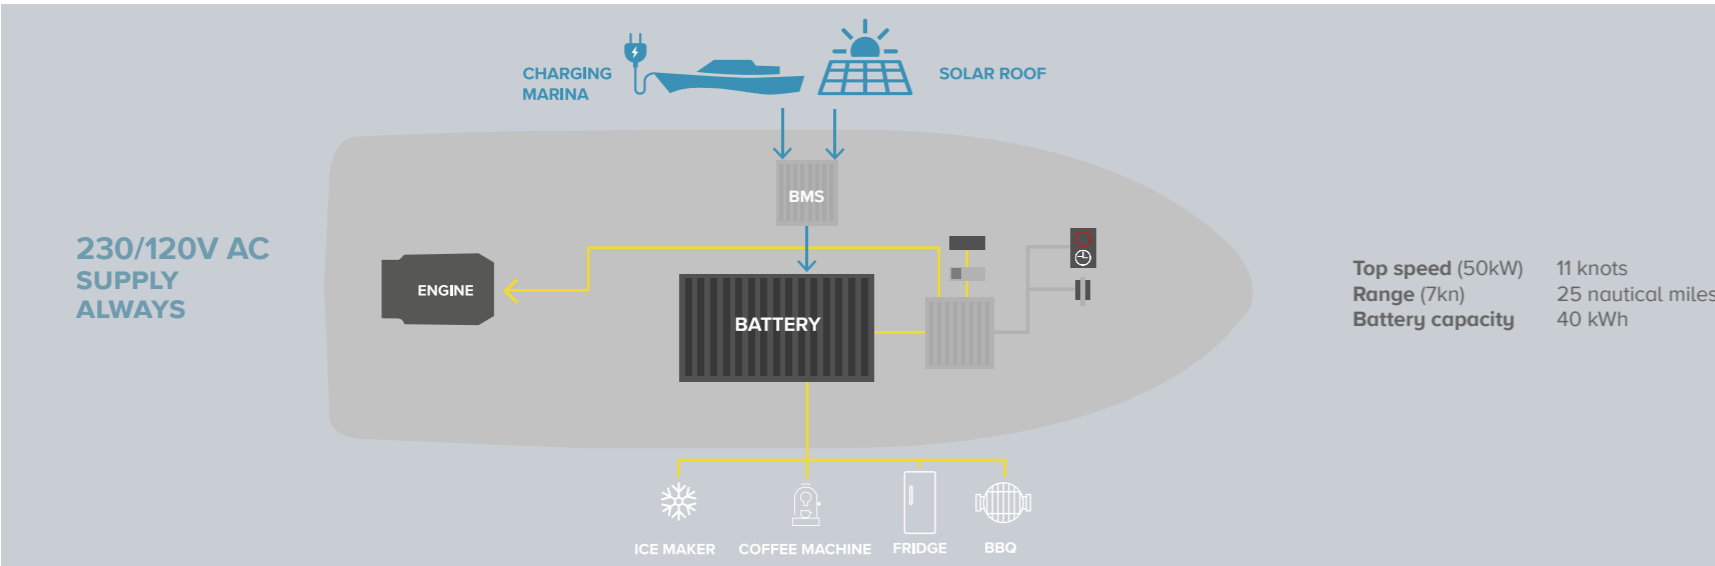 CHARGING
MARINA
SOLAR ROOF
BMS
230/120V AC
SUPPLY
ALWAYS
ENGINE
BATTERY
Top speed (50kW) 11 knots
Range (7kn) 25 nautical miles
Battery capacity 40 kWh
ICE MAKER COFFEE MACHINE FRIDGE BBQ